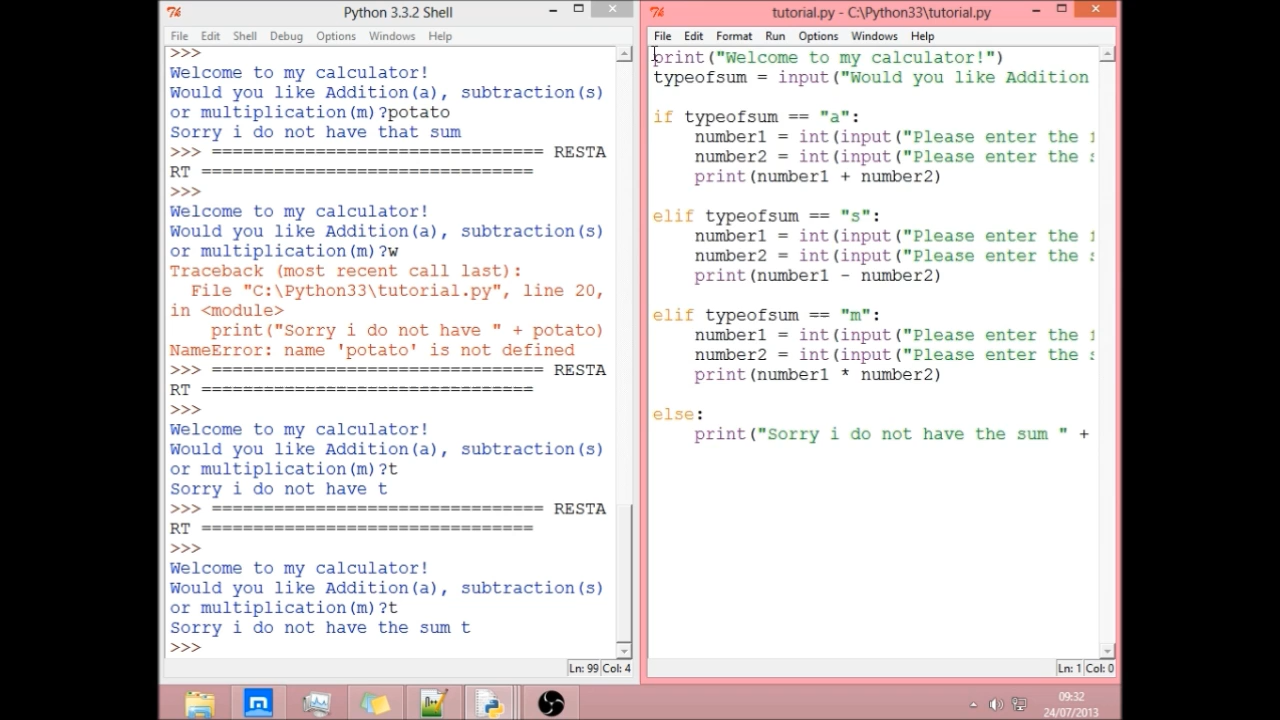 Python 3.3.2 Shell
File Edit Shell Debug Options Windows Help
>>>
Welcome to my calculator!
Would you like Addition(a), subtraction(s)
or multiplication(m)?potato
Sorry i do not have that sum
>>> ================================ RESTA
RT ================================
>>>
Welcome to my calculator!
Would you like Addition(a), subtraction(s)
or multiplication(m)?w
Traceback (most recent call last):
File "C:\Python33\tutorial.py", line 20,
in <module>
print("Sorry i do not have " + potato)
NameError: name 'potato' is not defined
>>> ================================ RESTA
RT ================================
>>>
Welcome to my calculator!
Would you like Addition(a), subtraction(s)
or multiplication(m)?t
Sorry i do not have t
>>> ================================ RESTA
RT ================================
>>>
Welcome to my calculator!
Would you like Addition(a), subtraction(s)
or multiplication(m)?t
Sorry i do not have the sum t
>>>
Ln: 99 Col: 4
tutorial.py - C:\Python33\tutorial.py
File Edit Format Run Options Windows Help
print("Welcome to my calculator!")
typeofsum = input("Would you like Addition
if typeofsum == "a":
number1 = int(input("Please enter the
number2 = int(input("Please enter the
print(number1 + number2)
elif typeofsum == "s":
number1 = int(input("Please enter the
number2 = int(input("Please enter the
print(number1 - number2)
elif typeofsum == "m":
number1 = int(input("Please enter the
number2 = int(input("Please enter the
print(number1 * number2)
else:
print("Sorry i do not have the sum " +
Ln: 1 Col: 0
09:32
24/07/2013